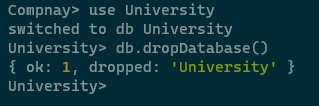 Compnay> use University
switched to db University
University> db.dropDatabase()
{ ok: 1, dropped: 'University' }
University>